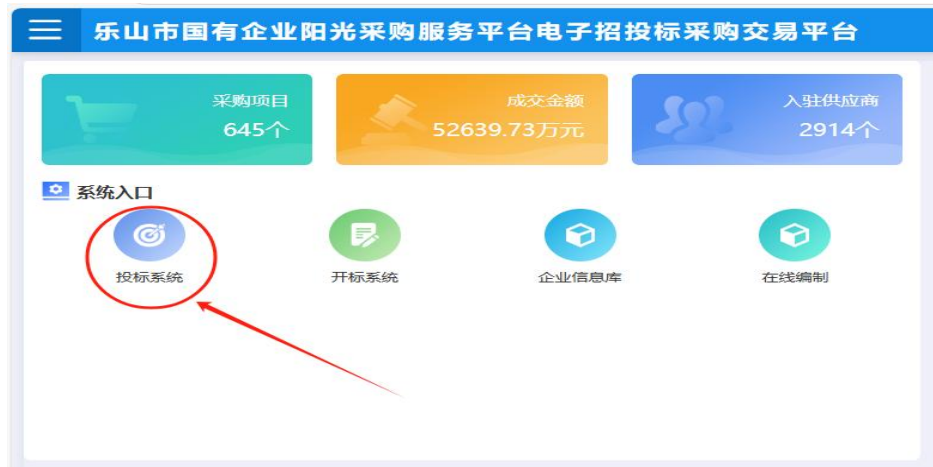 乐山市国有企业阳光采购服务平台电子招投标采购交易平台
采购项目
645个
成交金额
52639.73万元
入驻供应商
2914个
系统入口
投标系统
开标系统
企业信息库
在线编制